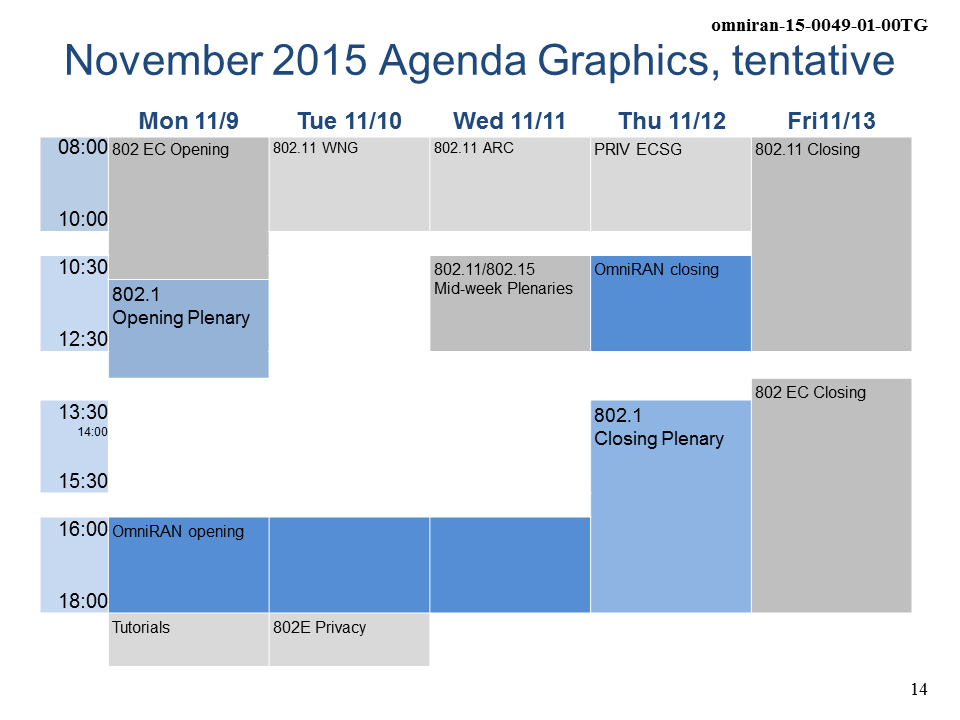 omniran-15-0049-01-00TG
November 2015 Agenda Graphics, tentative
Mon 11/9 Tue 11/10 Wed 11/11 Thu 11/12 Fri11/13
08:00 802 EC Opening 802.11 WNG 802.11 ARC PRIV ECSG 802.11 Closing
10:00
10:30 802.11/802.15 OmniRAN closing
Mid-week Plenaries
802.1
Opening Plenary
12:30
802 EC Closing
13:30 802.1
14:00
Closing Plenary
15:30
16:00 OmniRAN opening
18:00
Tutorials 802E Privacy
14